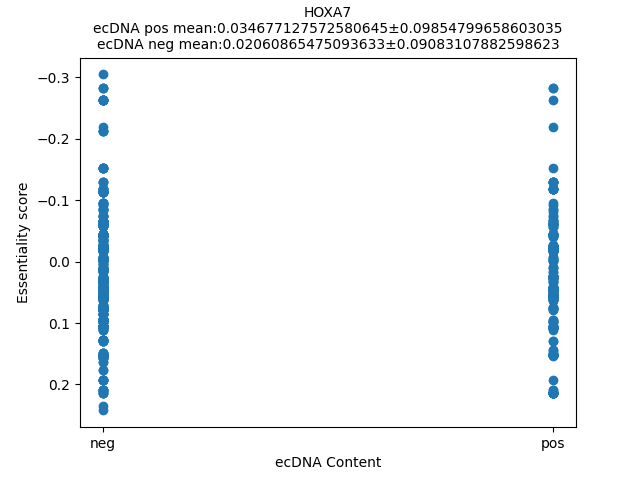 HOXA7
ecDNA pos mean:0.034677127572580645±0.09854799658603035
ecDNA neg mean:0.02060865475093633±0.09083107882598623
Essentiality score
−0.3
−0.2
−0.1
0.0
0.1
0.2
neg
pos
ecDNA Content